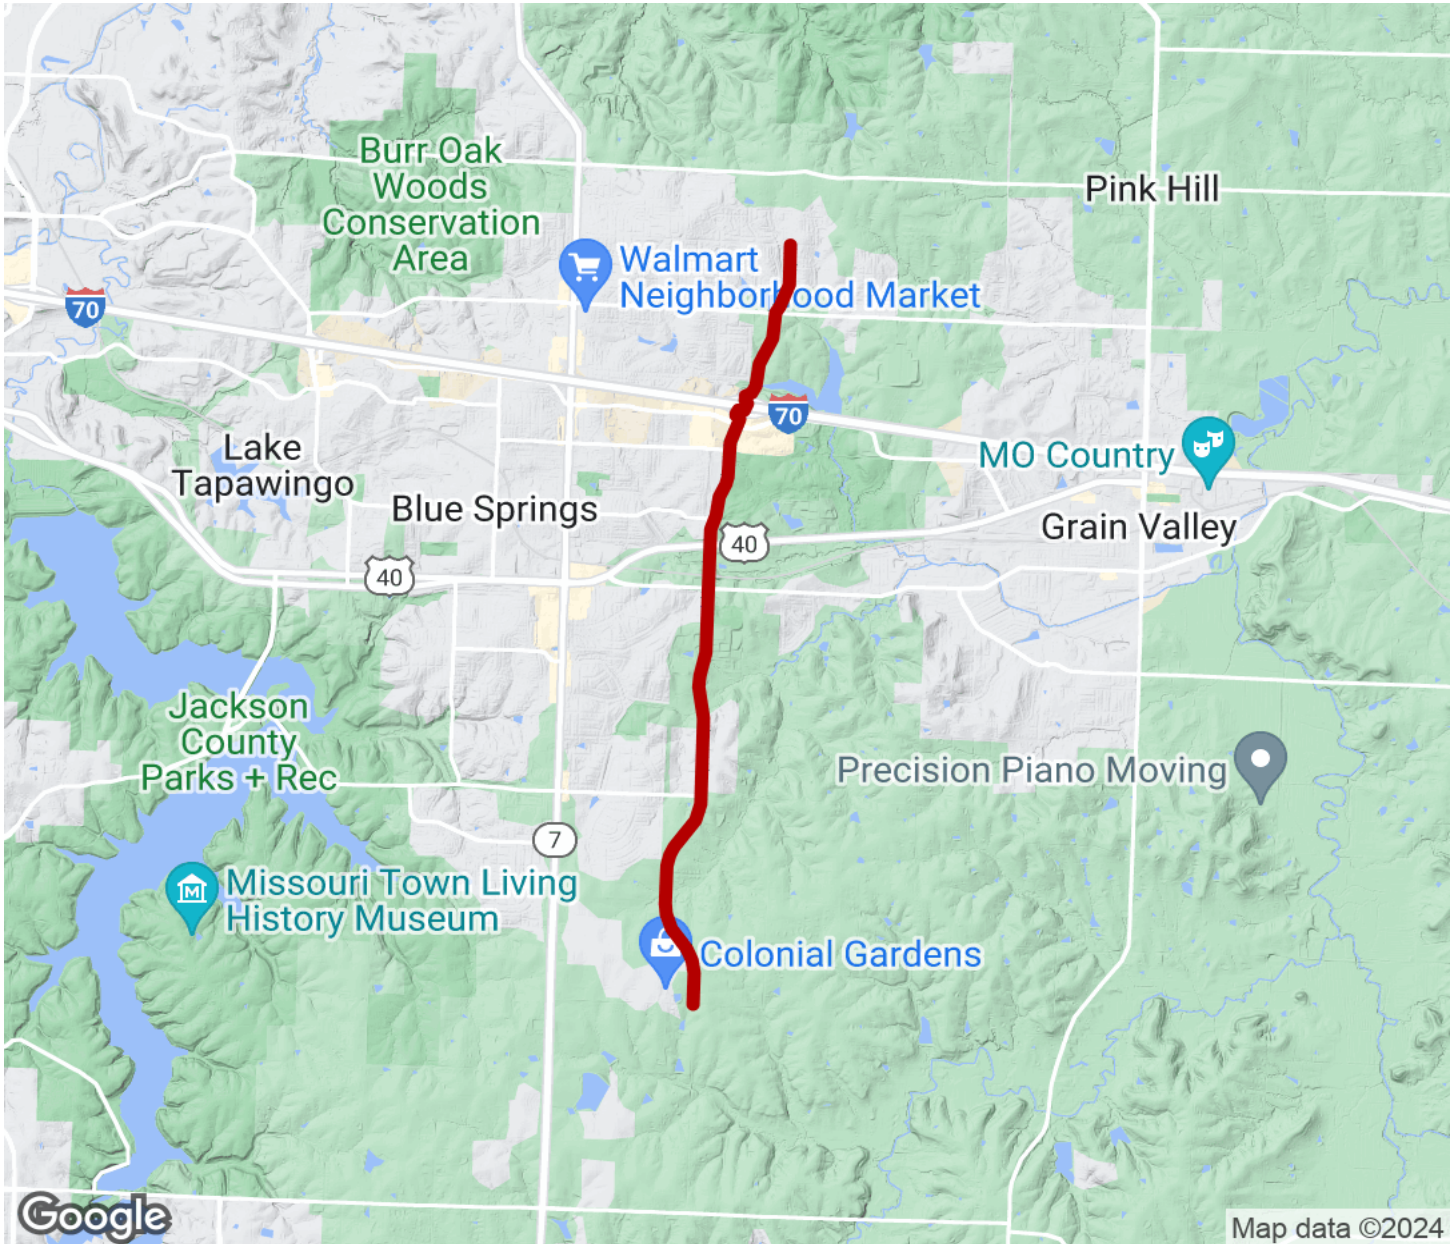 Burr Oak
Woods
Conservation
Area
Pink Hill
Walmart
Neighborhood Market
70
70
MO Country
Lake
Tapawingo
Blue Springs
Grain Valley
40
40
Jackson
County
Parks + Rec
Precision Piano Moving
7
Missouri Town Living
History Museum
Colonial Gardens
Google
Map data ©2024